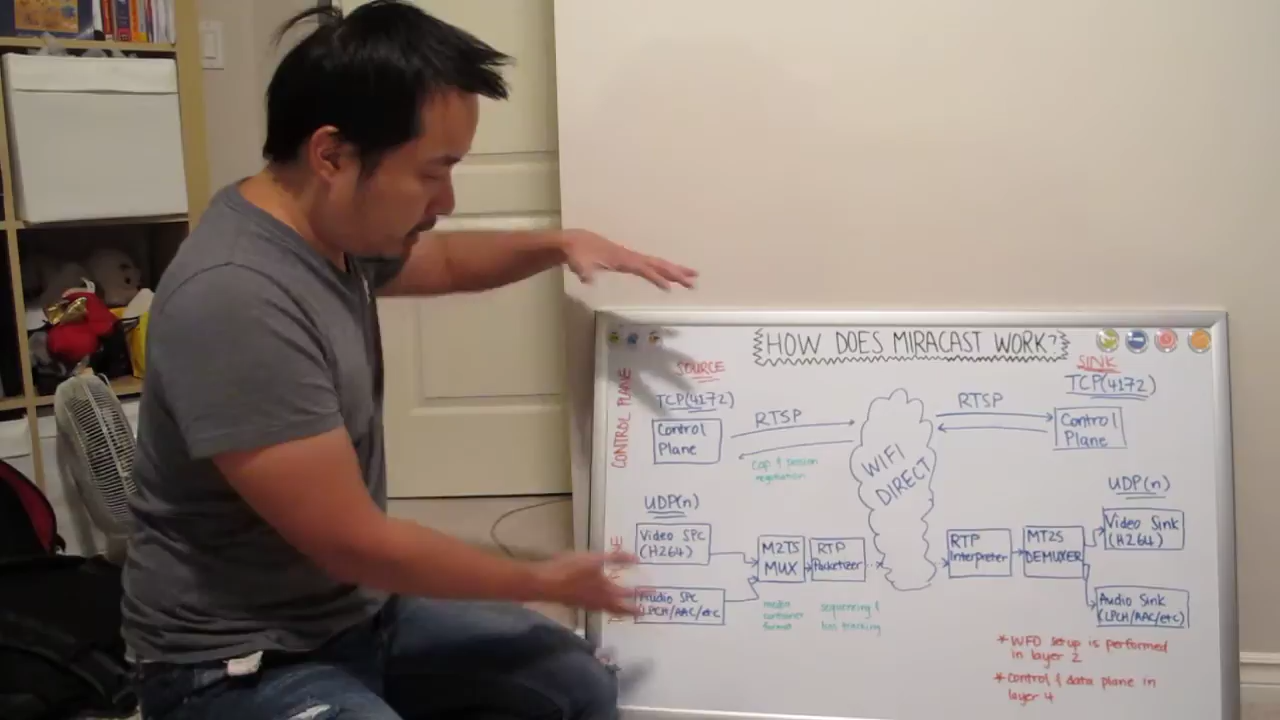 HOW DOES MIRACAST WORK?
SOURCE
SINK
CONTROL PLANE
TCP(4172)
RTSP
RTSP
TCP(4172)
Control
Plane
Control
Plane
WIFI
DIRECT
Cap & session
negotiation
UDP(n)
UDP(n)
Video SPC
(H264)
M2TS
MUX
RTP
Packetizer
RTP
Interpreter
MT2S
DEMUXER
Video Sink
(H264)
Audio SPC
(LPCM/AAC/etc)
media
container
format
sequencing &
loss tracking
Audio Sink
(LPCM/AAC/etc)
*WFD setup is performed
in layer 2
*control & data plane in
layer 4